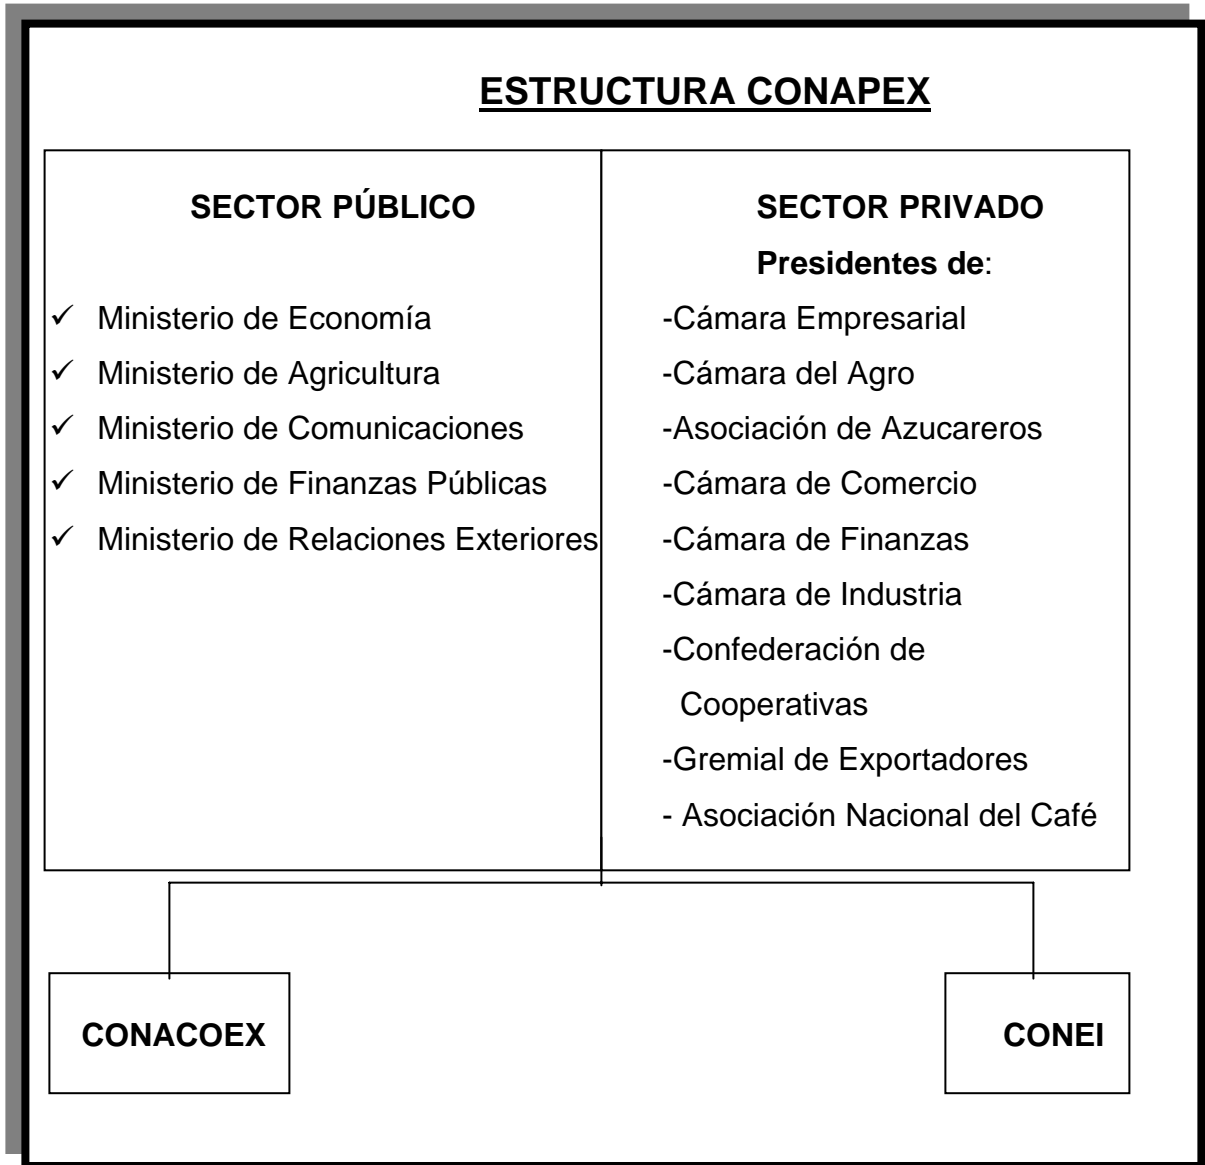 ESTRUCTURA CONAPEX
SECTOR PÚBLICO
✓ Ministerio de Economía
✓ Ministerio de Agricultura
✓ Ministerio de Comunicaciones
✓ Ministerio de Finanzas Públicas
✓ Ministerio de Relaciones Exteriores
SECTOR PRIVADO
Presidentes de:
-Cámara Empresarial
-Cámara del Agro
-Asociación de Azucareros
-Cámara de Comercio
-Cámara de Finanzas
-Cámara de Industria
-Confederación de
Cooperativas
-Gremial de Exportadores
- Asociación Nacional del Café
CONACOEX
CONEI